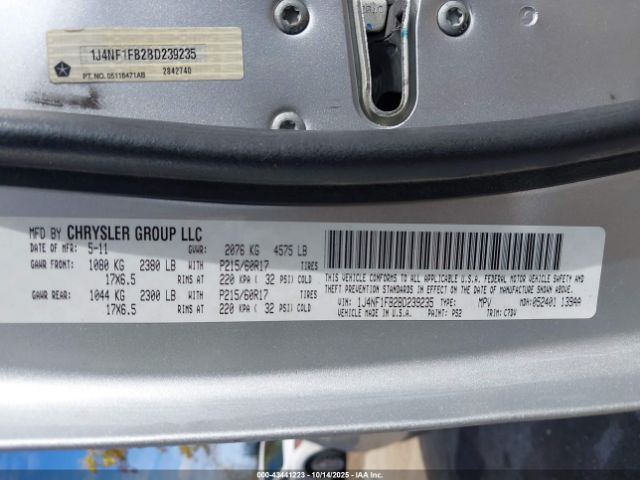 1J4NF1FB2BD239235
PT. NO. 05116471AB 2842740
MFD BY CHRYSLER GROUP LLC
DATE OF MFR: 5-11 GVWR: 2076 KG 4575 LB
GAWR FRONT: 1080 KG 2380 LB WITH P215/60R17 TIRES
17X6.5 RIMS AT 220 KPA ( 32 PSI) COLD
GAWR REAR: 1044 KG 2300 LB WITH P215/60R17 TIRES
17X6.5 RIMS AT 220 KPA ( 32 PSI) COLD
THIS VEHICLE CONFORMS TO ALL APPLICABLE U.S.A. FEDERAL MOTOR VEHICLE SAFETY AND
THEFT PREVENTION STANDARDS IN EFFECT ON THE DATE OF MANUFACTURE SHOWN ABOVE.
VIN: 1J4NF1FB2BD239235 TYPE: MPV MDH: 052401 139AA
VEHICLE MADE IN U.S.A. PAINT: PS2 TRIM: C7DV
000-43441223 - 10/14/2025 - IAA Inc.